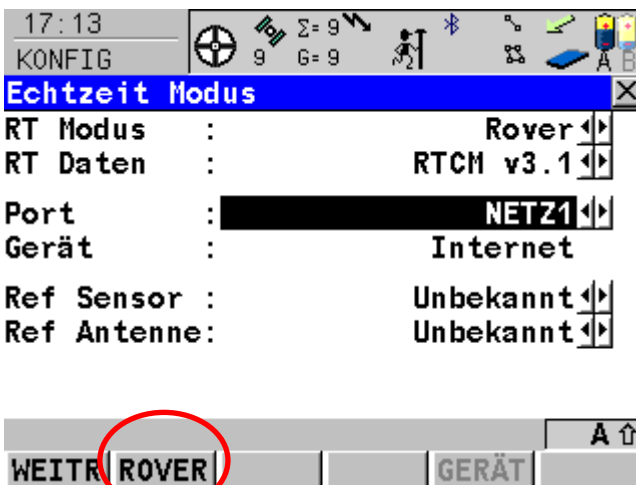 17:13
KONFIG
9
Σ= 9
G= 9
A B
Echtzeit Modus
RT Modus : Rover
RT Daten : RTCM v3.1
Port : NETZ1
Gerät : Internet
Ref Sensor : Unbekannt
Ref Antenne: Unbekannt
A
WEITR ROVER GERÄT